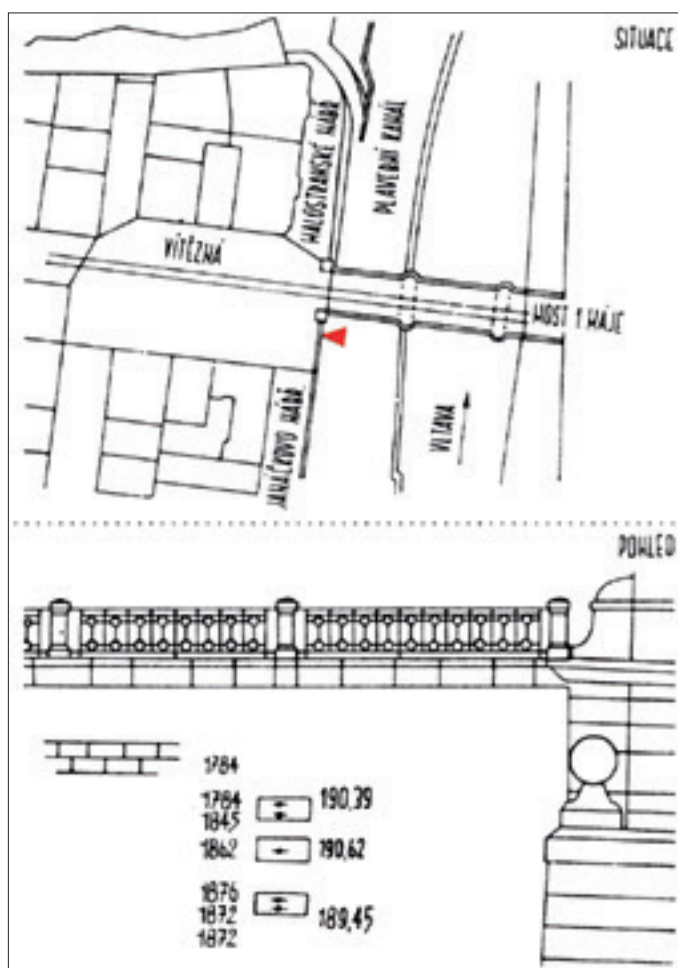 SITUACE
MALOSTRANSKÉ NÁBŘ.
PLAVEBNÍ KANÁL
VÍTĚZNÁ
MOST 1 MÁJE
JANÁČKOVO NÁBŘ.
VLTAVA
POHLED
1784
1784 190,39
1845
1862 190,62
1876
1872 189,45
1872